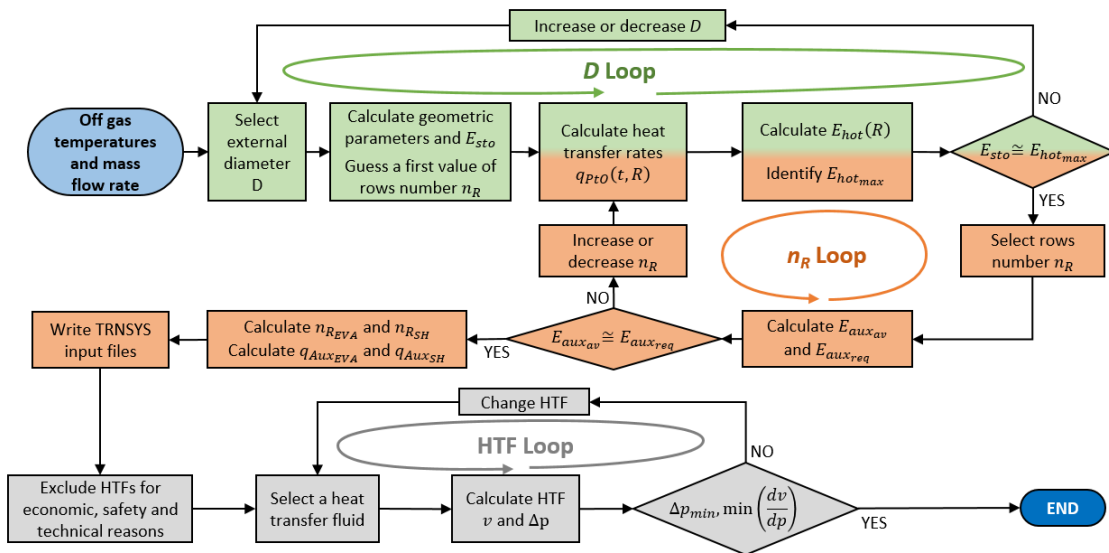 Increase or decrease D
D Loop
NO
Off gas
temperatures
and mass
flow rate
Select
external
diameter
D
Calculate geometric
parameters and E_sto
Guess a first value of
rows number n_R
Calculate heat
transfer rates
q_PtO(t, R)
Calculate E_hot(R)
Identify E_hot_max
E_sto ≅ E_hot_max
YES
Increase or
decrease n_R
n_R Loop
Select rows
number n_R
NO
Write TRNSYS
input files
Calculate n_R_EVA and n_R_SH
Calculate q_Aux_EVA and q_Aux_SH
YES
E_aux_av ≅ E_aux_req
Calculate E_aux_av
and E_aux_req
Change HTF
HTF Loop
NO
Exclude HTFs for
economic, safety and
technical reasons
Select a heat
transfer fluid
Calculate HTF
v and Δp
Δp_min, min(dv/dp)
YES
END